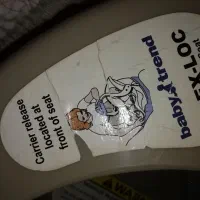 Carrier release
located at
front of seat
baby trend
EX-LOC